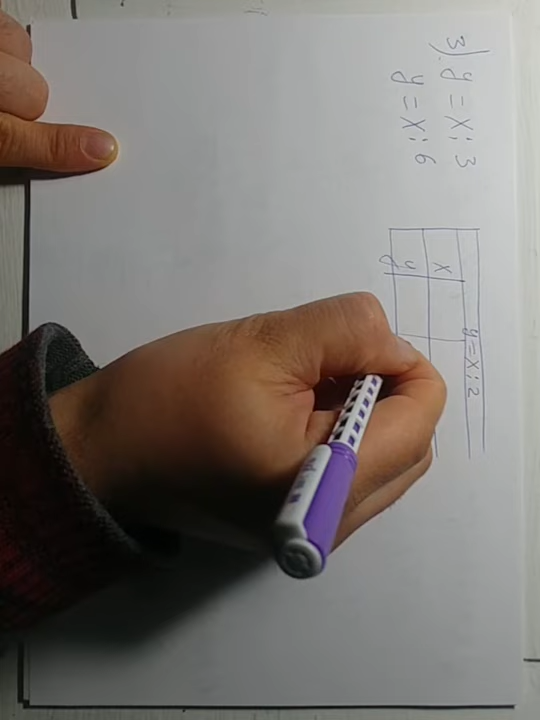 3). y = x : 3
y = x : 6
y = x : 2
x
y